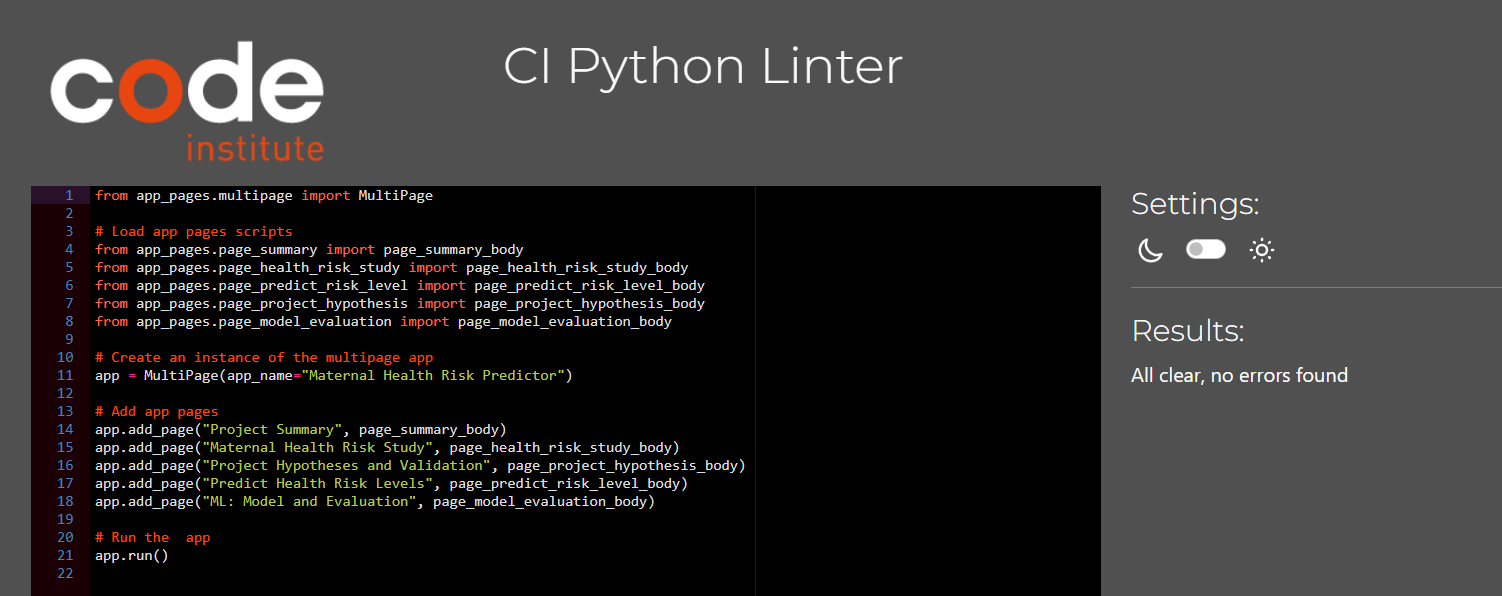 code
institute
CI Python Linter
1 from app_pages.multipage import MultiPage
2
3 # Load app pages scripts
4 from app_pages.page_summary import page_summary_body
5 from app_pages.page_health_risk_study import page_health_risk_study_body
6 from app_pages.page_predict_risk_level import page_predict_risk_level_body
7 from app_pages.page_project_hypothesis import page_project_hypothesis_body
8 from app_pages.page_model_evaluation import page_model_evaluation_body
9
10 # Create an instance of the multipage app
11 app = MultiPage(app_name="Maternal Health Risk Predictor")
12
13 # Add app pages
14 app.add_page("Project Summary", page_summary_body)
15 app.add_page("Maternal Health Risk Study", page_health_risk_study_body)
16 app.add_page("Project Hypotheses and Validation", page_project_hypothesis_body)
17 app.add_page("Predict Health Risk Levels", page_predict_risk_level_body)
18 app.add_page("ML: Model and Evaluation", page_model_evaluation_body)
19
20 # Run the  app
21 app.run()
22
Settings:
Results:
All clear, no errors found